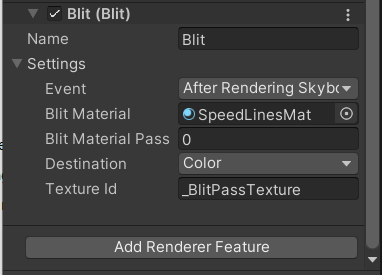 Blit (Blit)
Name Blit
Settings
Event After Rendering Skybo
Blit Material SpeedLinesMat
Blit Material Pass 0
Destination Color
Texture Id _BlitPassTexture
Add Renderer Feature